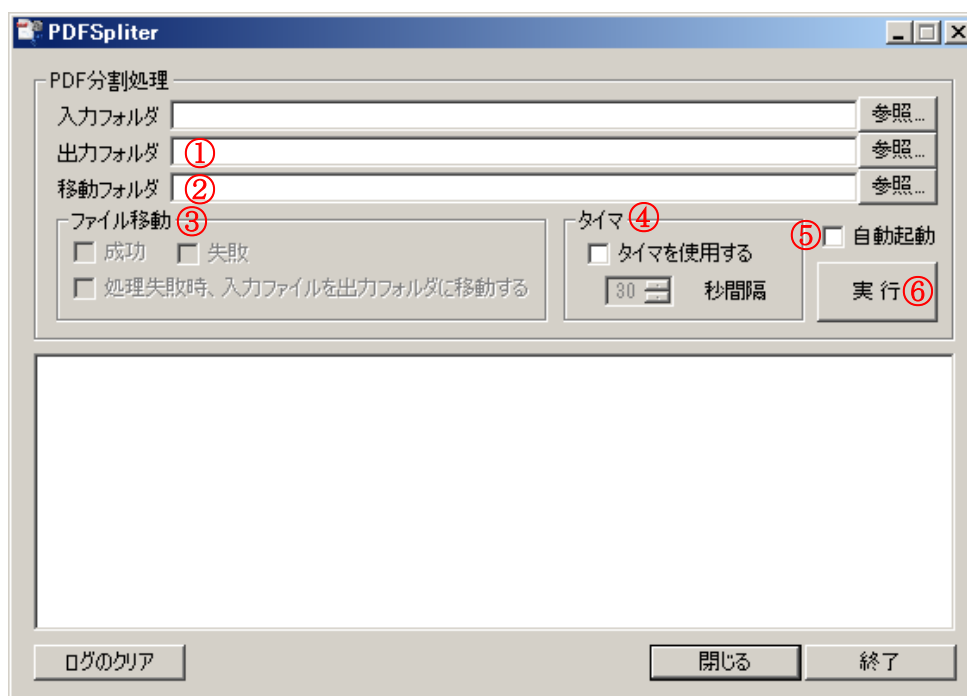 PDFSpliter
PDF分割処理
入力フォルダ 参照...
出力フォルダ ① 参照...
移動フォルダ ② 参照...
ファイル移動 ③
成功 失敗
処理失敗時、入力ファイルを出力フォルダに移動する
タイマ ④
タイマを使用する
30 秒間隔
⑤ 自動起動
実行 ⑥
ログのクリア 閉じる 終了